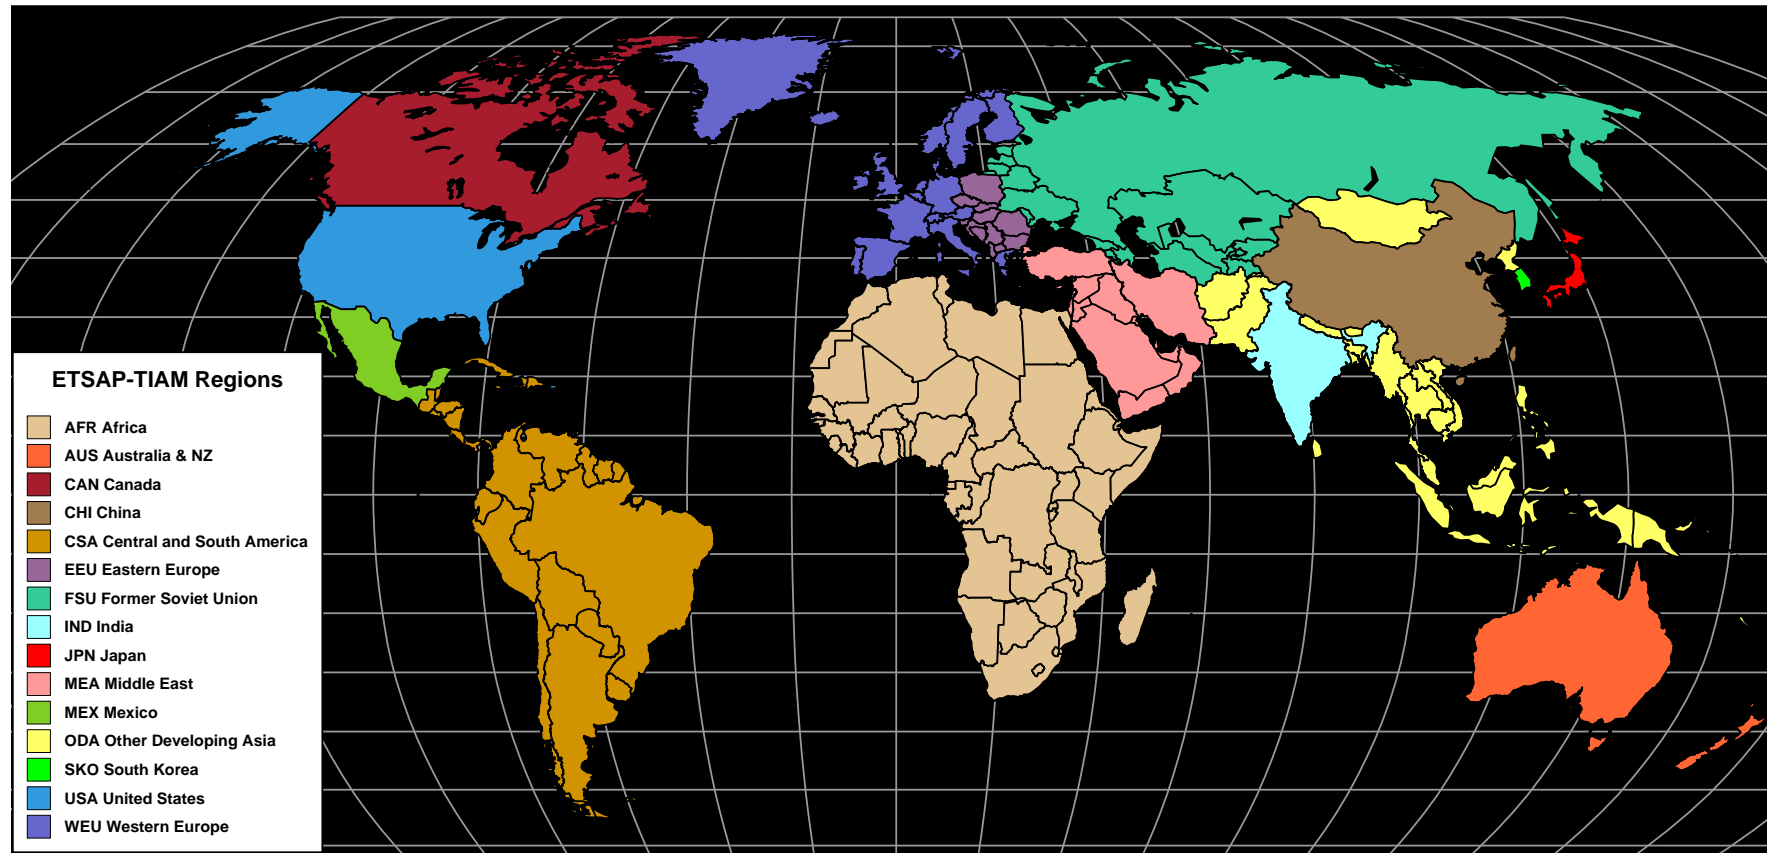 ETSAP-TIAM Regions
AFR Africa
AUS Australia & NZ
CAN Canada
CHI China
CSA Central and South America
EEU Eastern Europe
FSU Former Soviet Union
IND India
JPN Japan
MEA Middle East
MEX Mexico
ODA Other Developing Asia
SKO South Korea
USA United States
WEU Western Europe